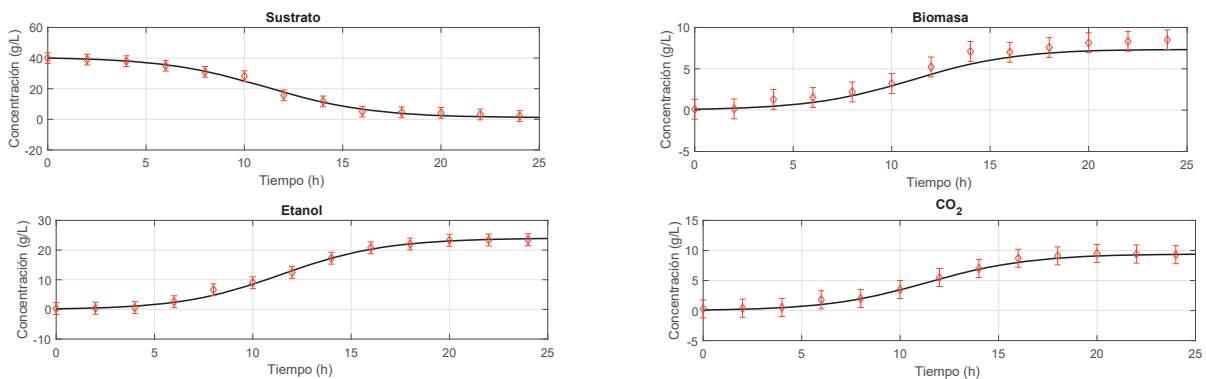 Sustrato
Concentración (g/L)
60
40
20
0
-20
0 5 10 15 20 25
Tiempo (h)
Biomasa
Concentración (g/L)
10
5
0
-5
0 5 10 15 20 25
Tiempo (h)
Etanol
Concentración (g/L)
30
20
10
0
-10
0 5 10 15 20 25
Tiempo (h)
CO2
Concentración (g/L)
15
10
5
0
-5
0 5 10 15 20 25
Tiempo (h)